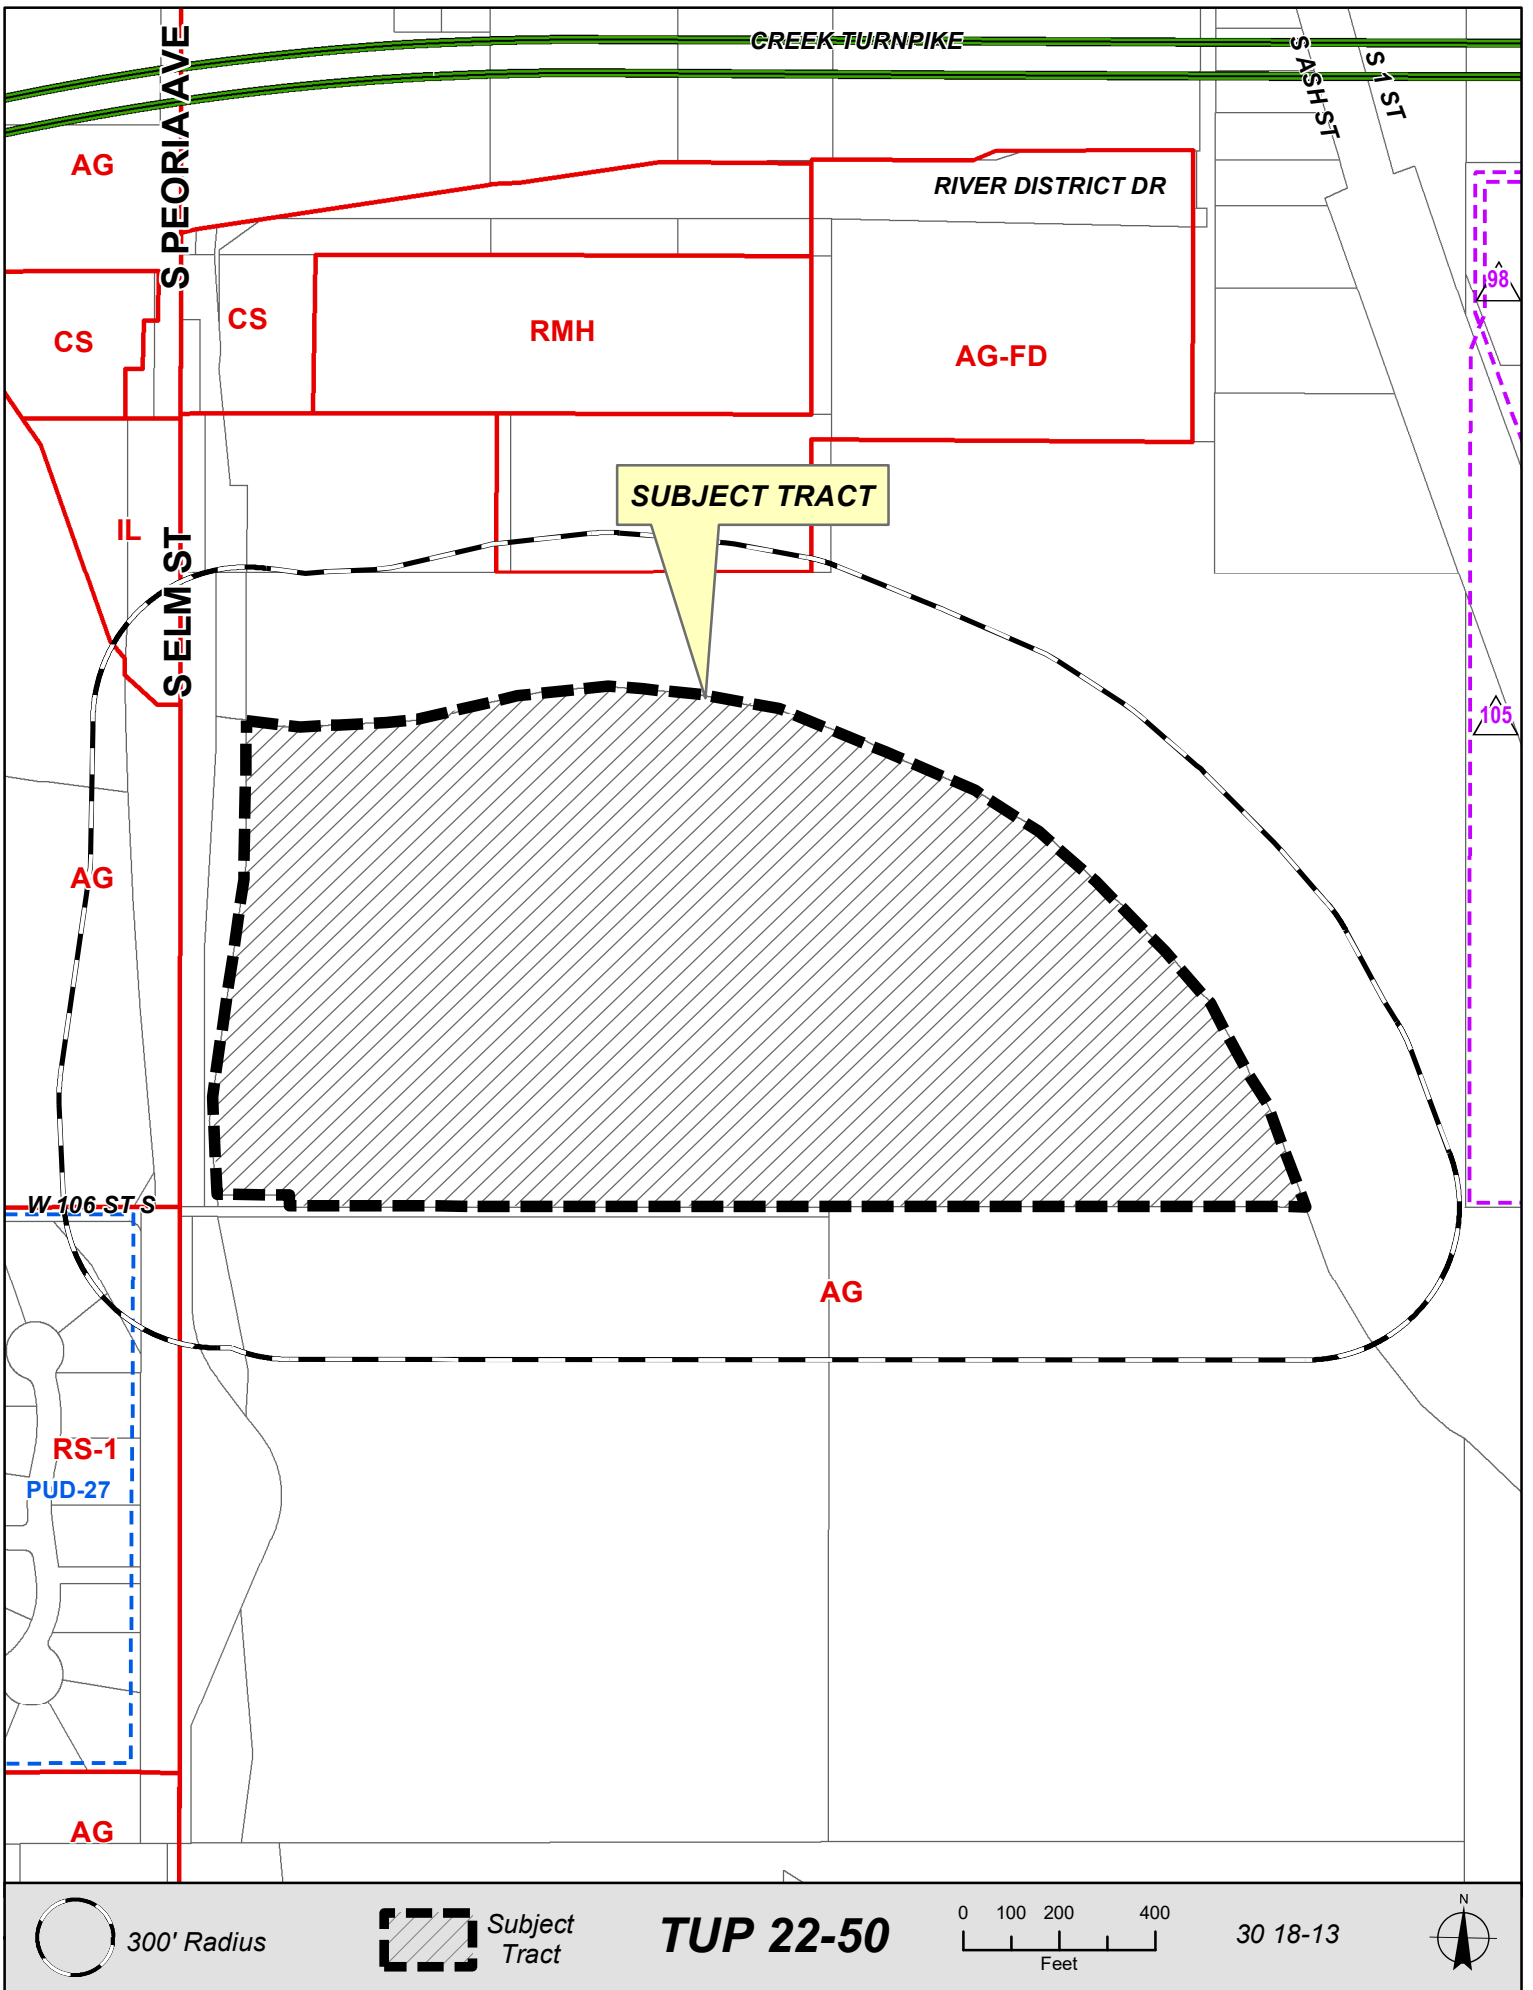 CREEK TURNPIKE
S PEORIA AVE
S ASH ST
S 1 ST
AG
RIVER DISTRICT DR
98
CS
CS
RMH
AG-FD
SUBJECT TRACT
IL
S ELM ST
105
AG
W 106 ST S
AG
RS-1
PUD-27
AG
300' Radius
Subject
Tract
TUP 22-50
0 100 200 400
Feet
30 18-13
N